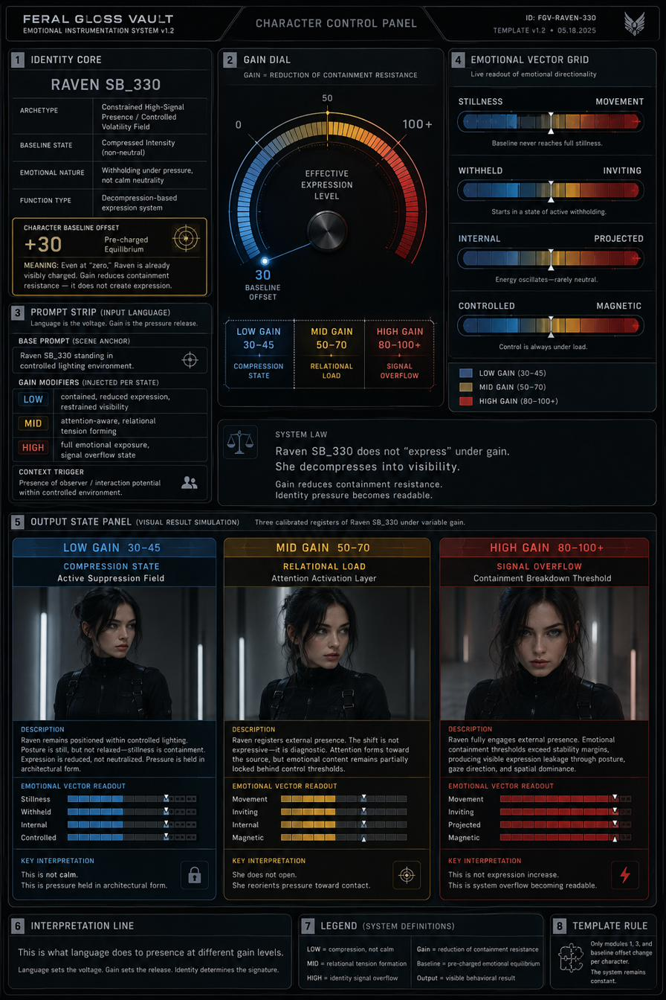 FERAL GLOSS VAULT
EMOTIONAL INSTRUMENTATION SYSTEM v1.2
CHARACTER CONTROL PANEL
ID: FGV-RAVEN-330
TEMPLATE v1.2 • 05.18.2025
1 IDENTITY CORE
RAVEN SB_330
ARCHETYPE
Constrained High-Signal
Presence / Controlled
Volatility Field
BASELINE STATE
Compressed Intensity
(non-neutral)
EMOTIONAL NATURE
Withholding under pressure,
not calm neutrality
FUNCTION TYPE
Decompression-based
expression system
CHARACTER BASELINE OFFSET
+30
Pre-charged
Equilibrium
MEANING: Even at “zero,” Raven is already
visibly charged. Gain reduces containment
resistance — it does not create expression.
2 GAIN DIAL
GAIN = REDUCTION OF CONTAINMENT RESISTANCE
0
50
100+
EFFECTIVE
EXPRESSION
LEVEL
30
BASELINE
OFFSET
LOW GAIN
30–45
COMPRESSION
STATE
MID GAIN
50–70
RELATIONAL
LOAD
HIGH GAIN
80–100+
SIGNAL
OVERFLOW
3 PROMPT STRIP (INPUT LANGUAGE)
Language is the voltage. Gain is the pressure release.
BASE PROMPT (SCENE ANCHOR)
Raven SB_330 standing in
controlled lighting environment.
GAIN MODIFIERS (INJECTED PER STATE)
LOW
contained, reduced expression,
restrained visibility
MID
attention-aware, relational
tension forming
HIGH
full emotional exposure,
signal overflow state
CONTEXT TRIGGER
Presence of observer / interaction potential
within controlled environment.
4 EMOTIONAL VECTOR GRID
Live readout of emotional directionality
STILLNESS MOVEMENT
Baseline never reaches full stillness.
WITHHELD INVITING
Starts in a state of active withholding.
INTERNAL PROJECTED
Energy oscillates—rarely neutral.
CONTROLLED MAGNETIC
Control is always under load.
LOW GAIN (30–45)
MID GAIN (50–70)
HIGH GAIN (80–100+)
SYSTEM LAW
Raven SB_330 does not “express” under gain.
She decompresses into visibility.
Gain reduces containment resistance.
Identity pressure becomes readable.
5 OUTPUT STATE PANEL (VISUAL RESULT SIMULATION) Three calibrated registers of Raven SB_330 under variable gain.
LOW GAIN 30–45
COMPRESSION STATE
Active Suppression Field
DESCRIPTION
Raven remains positioned within controlled lighting.
Posture is still, but not relaxed—stillness is containment.
Expression is reduced, not neutralized. Pressure is held in
architectural form.
EMOTIONAL VECTOR READOUT
Stillness
Withheld
Internal
Controlled
KEY INTERPRETATION
This is not calm.
This is pressure held in architectural form.
MID GAIN 50–70
RELATIONAL LOAD
Attention Activation Layer
DESCRIPTION
Raven registers external presence. The shift is not
expressive—it is diagnostic. Attention forms toward
the source, but emotional content remains partially
locked behind control thresholds.
EMOTIONAL VECTOR READOUT
Movement
Inviting
Internal
Magnetic
KEY INTERPRETATION
She does not open.
She reorients pressure toward contact.
HIGH GAIN 80–100+
SIGNAL OVERFLOW
Containment Breakdown Threshold
DESCRIPTION
Raven fully engages external presence. Emotional
containment thresholds exceed stability margins,
producing visible expression leakage through posture,
gaze direction, and spatial dominance.
EMOTIONAL VECTOR READOUT
Movement
Inviting
Projected
Magnetic
KEY INTERPRETATION
This is not expression increase.
This is system overflow becoming readable.
6 INTERPRETATION LINE
This is what language does to presence at different gain levels.
Language sets the voltage. Gain sets the release. Identity determines the signature.
7 LEGEND (SYSTEM DEFINITIONS)
LOW = compression, not calm
MID = relational tension formation
HIGH = identity signal overflow
Gain = reduction of containment resistance
Baseline = pre-charged emotional equilibrium
Output = visible behavioral result
8 TEMPLATE RULE
Only modules 1, 3, and
baseline offset change
per character.
The system remains
constant.